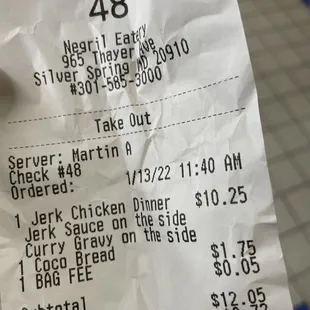 48
Negril Eatery
965 Thayer Ave
Silver Spring MD 20910
#301-585-3000
Take Out
Server: Martin A
Check #48 1/13/22 11:40 AM
Ordered:
1 Jerk Chicken Dinner $10.25
Jerk Sauce on the side
Curry Gravy on the side
1 Coco Bread $1.75
1 BAG FEE $0.05
Subtotal $12.05